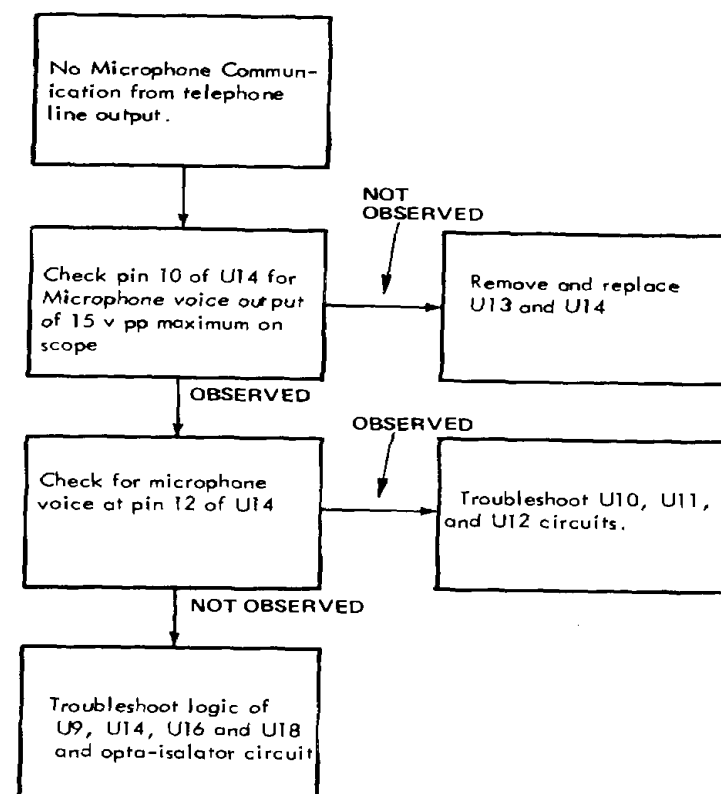 No Microphone Commun-
ication from telephone
line output.
NOT
OBSERVED
Check pin 10 of U14 for
Microphone voice output
of 15 v pp maximum on
scope
Remove and replace
U13 and U14
OBSERVED
OBSERVED
Check for microphone
voice at pin 12 of U14
Troubleshoot U10, U11,
and U12 circuits.
NOT OBSERVED
Troubleshoot logic of
U9, U14, U16 and U18
and opta-isalator circuit